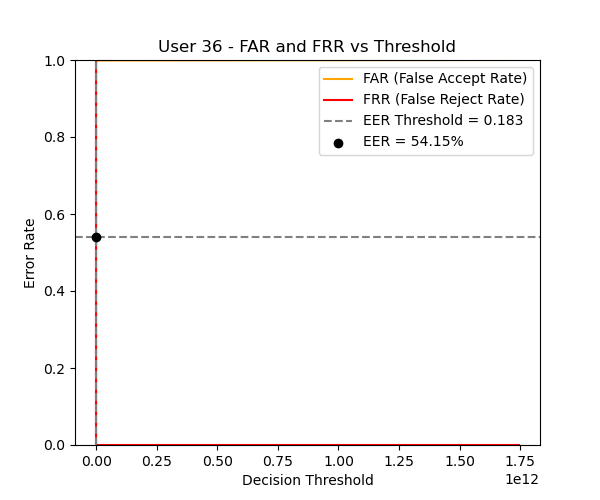 User 36 - FAR and FRR vs Threshold
1.0
0.8
0.6
0.4
0.2
0.0
Error Rate
FAR (False Accept Rate)
FRR (False Reject Rate)
EER Threshold = 0.183
EER = 54.15%
0.00 0.25 0.50 0.75 1.00 1.25 1.50 1.75
1e12
Decision Threshold